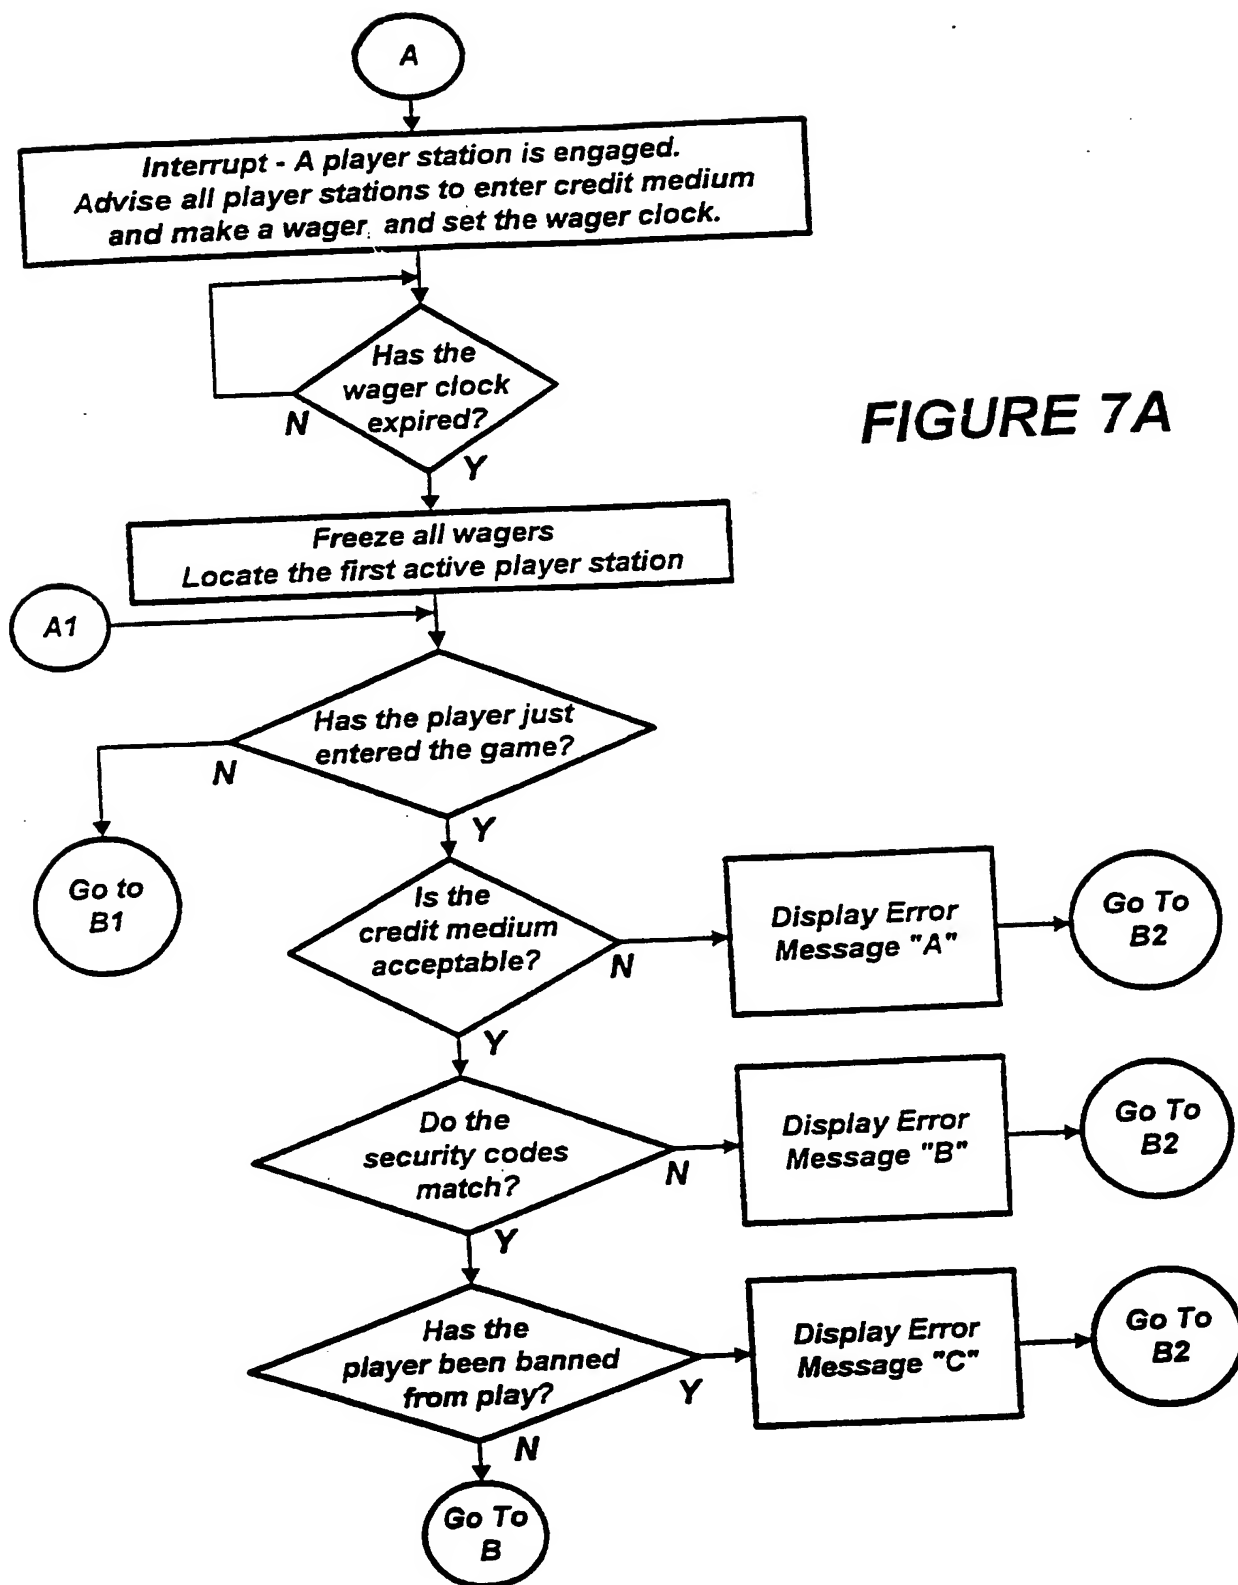 A
Interrupt - A player station is engaged.
Advise all player stations to enter credit medium
and make a wager and set the wager clock.
Has the
wager clock
expired?
N
Y
FIGURE 7A
Freeze all wagers
Locate the first active player station
A1
Has the player just
entered the game?
N
Y
Go to
B1
Is the
credit medium
acceptable?
N
Y
Display Error
Message "A"
Go To
B2
Do the
security codes
match?
N
Y
Display Error
Message "B"
Go To
B2
Has the
player been banned
from play?
Y
N
Display Error
Message "C"
Go To
B2
Go To
B